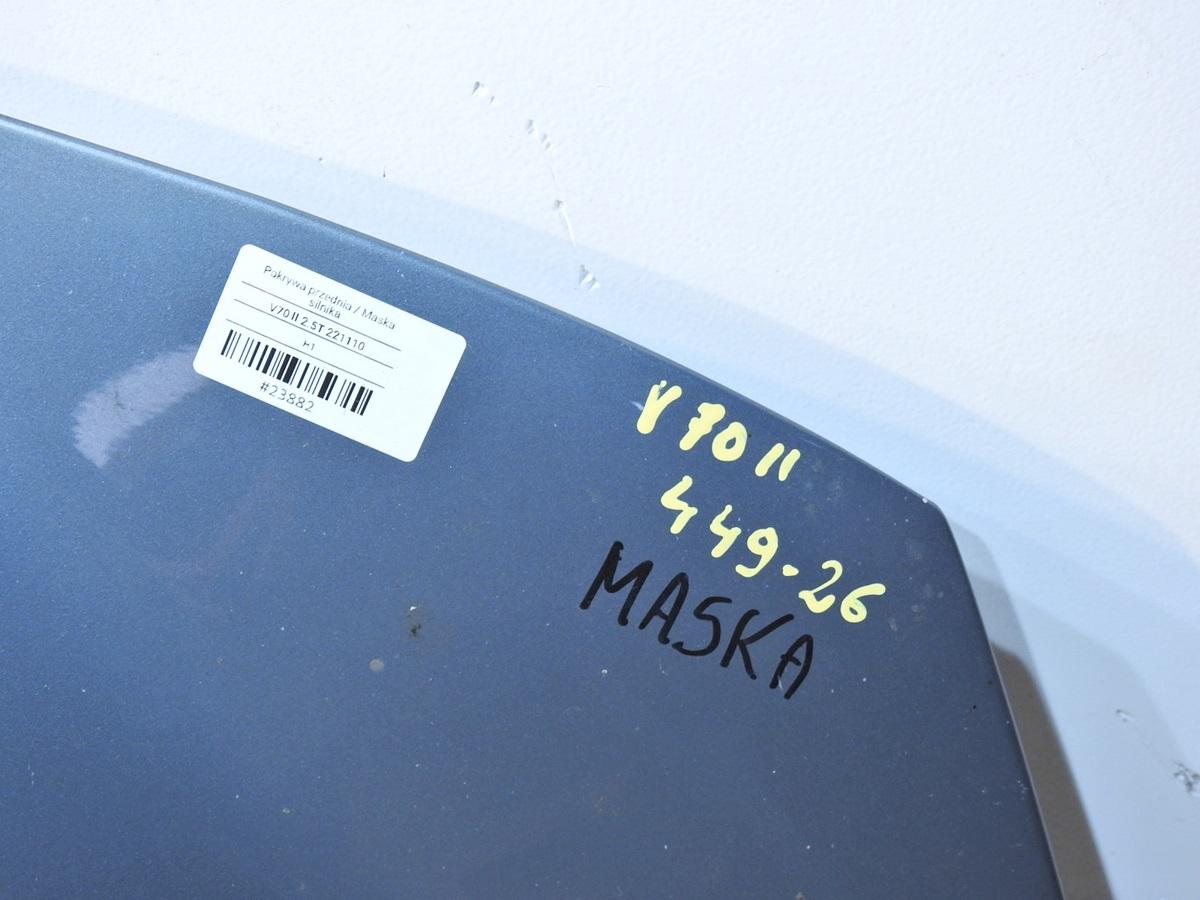 Pokrywa przednia / Maska
silnika
V70 II 2.5T 221110
H1
#23882
V70 II
449-26
MASKA